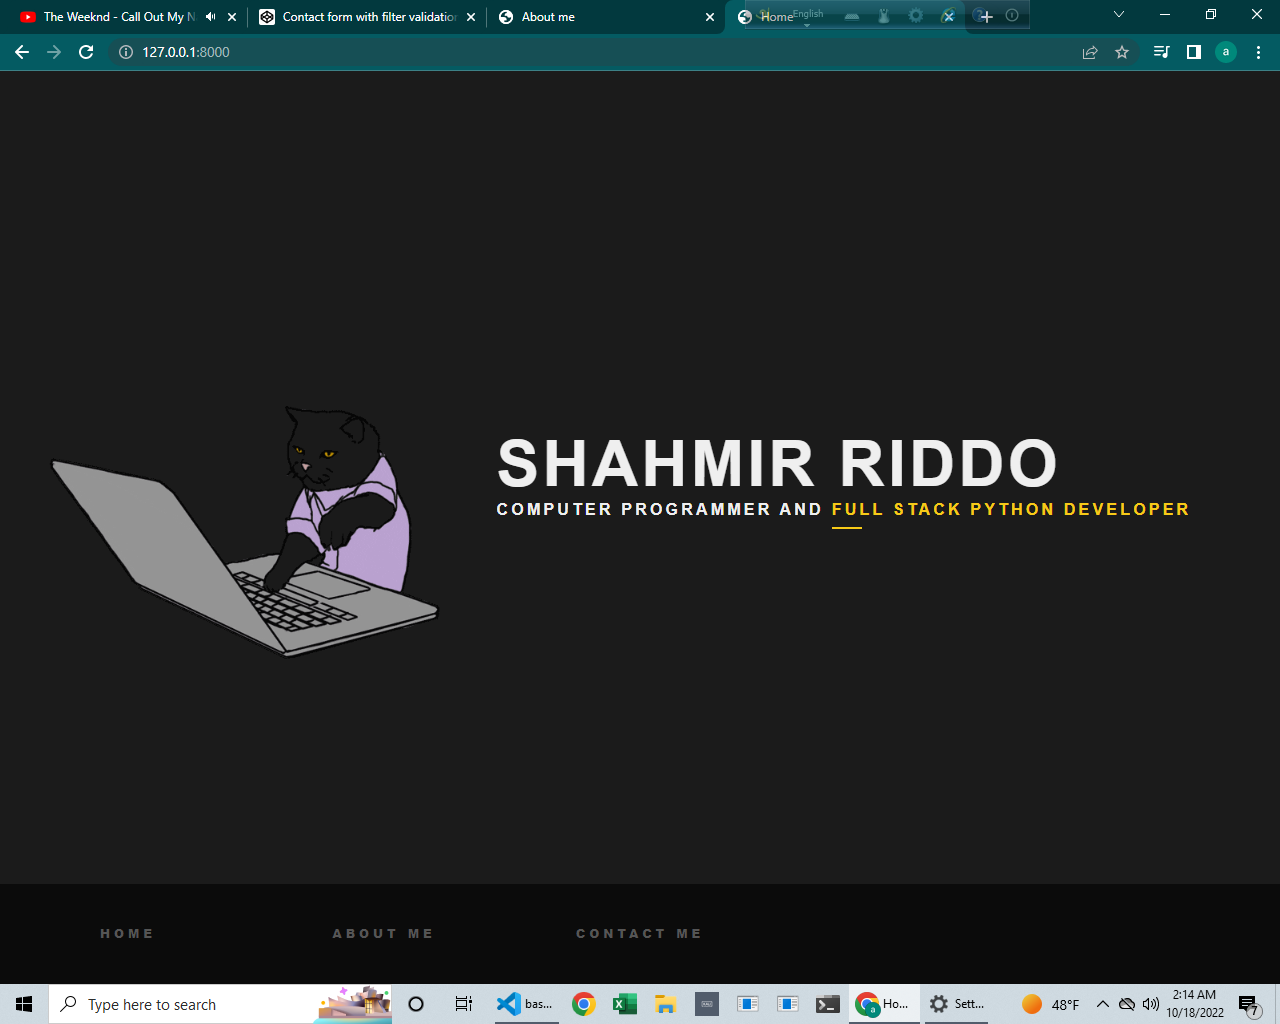 The Weeknd - Call Out My N
Contact form with filter validation
About me
Home
English
127.0.0.1:8000
a
SHAHMIR RIDDO
COMPUTER PROGRAMMER AND FULL STACK PYTHON DEVELOPER
HOME
ABOUT ME
CONTACT ME
Type here to search
bas...
a
Ho...
Sett...
48°F
2:14 AM
10/18/2022
7